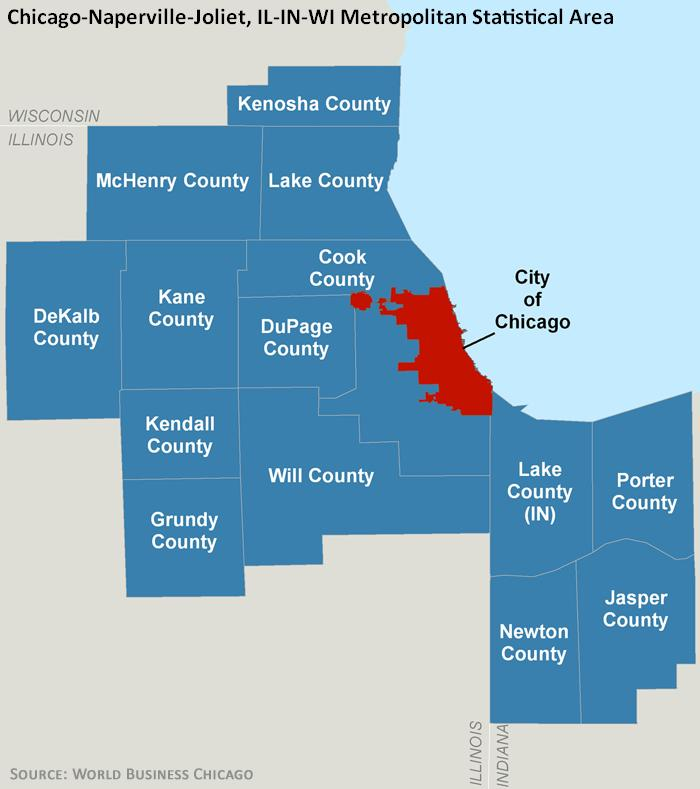 Chicago-Naperville-Joliet, IL-IN-WI Metropolitan Statistical Area
Kenosha County
WISCONSIN
ILLINOIS
McHenry County
Lake County
Cook
County
City
of
Chicago
Kane
County
DeKalb
County
DuPage
County
Kendall
County
Will County
Lake
County
(IN)
Porter
County
Grundy
County
Jasper
County
Newton
County
ILLINOIS
INDIANA
SOURCE: WORLD BUSINESS CHICAGO